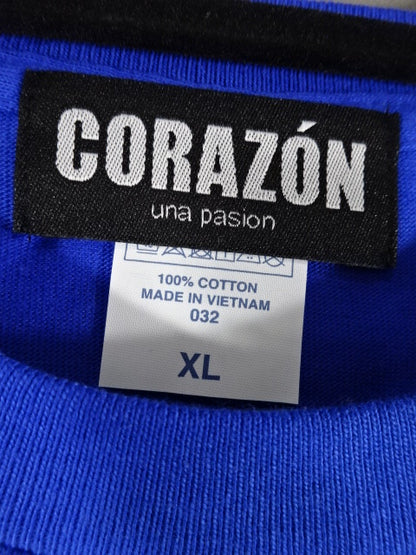 CORAZÓN
una pasion
100% COTTON
MADE IN VIETNAM
032
XL